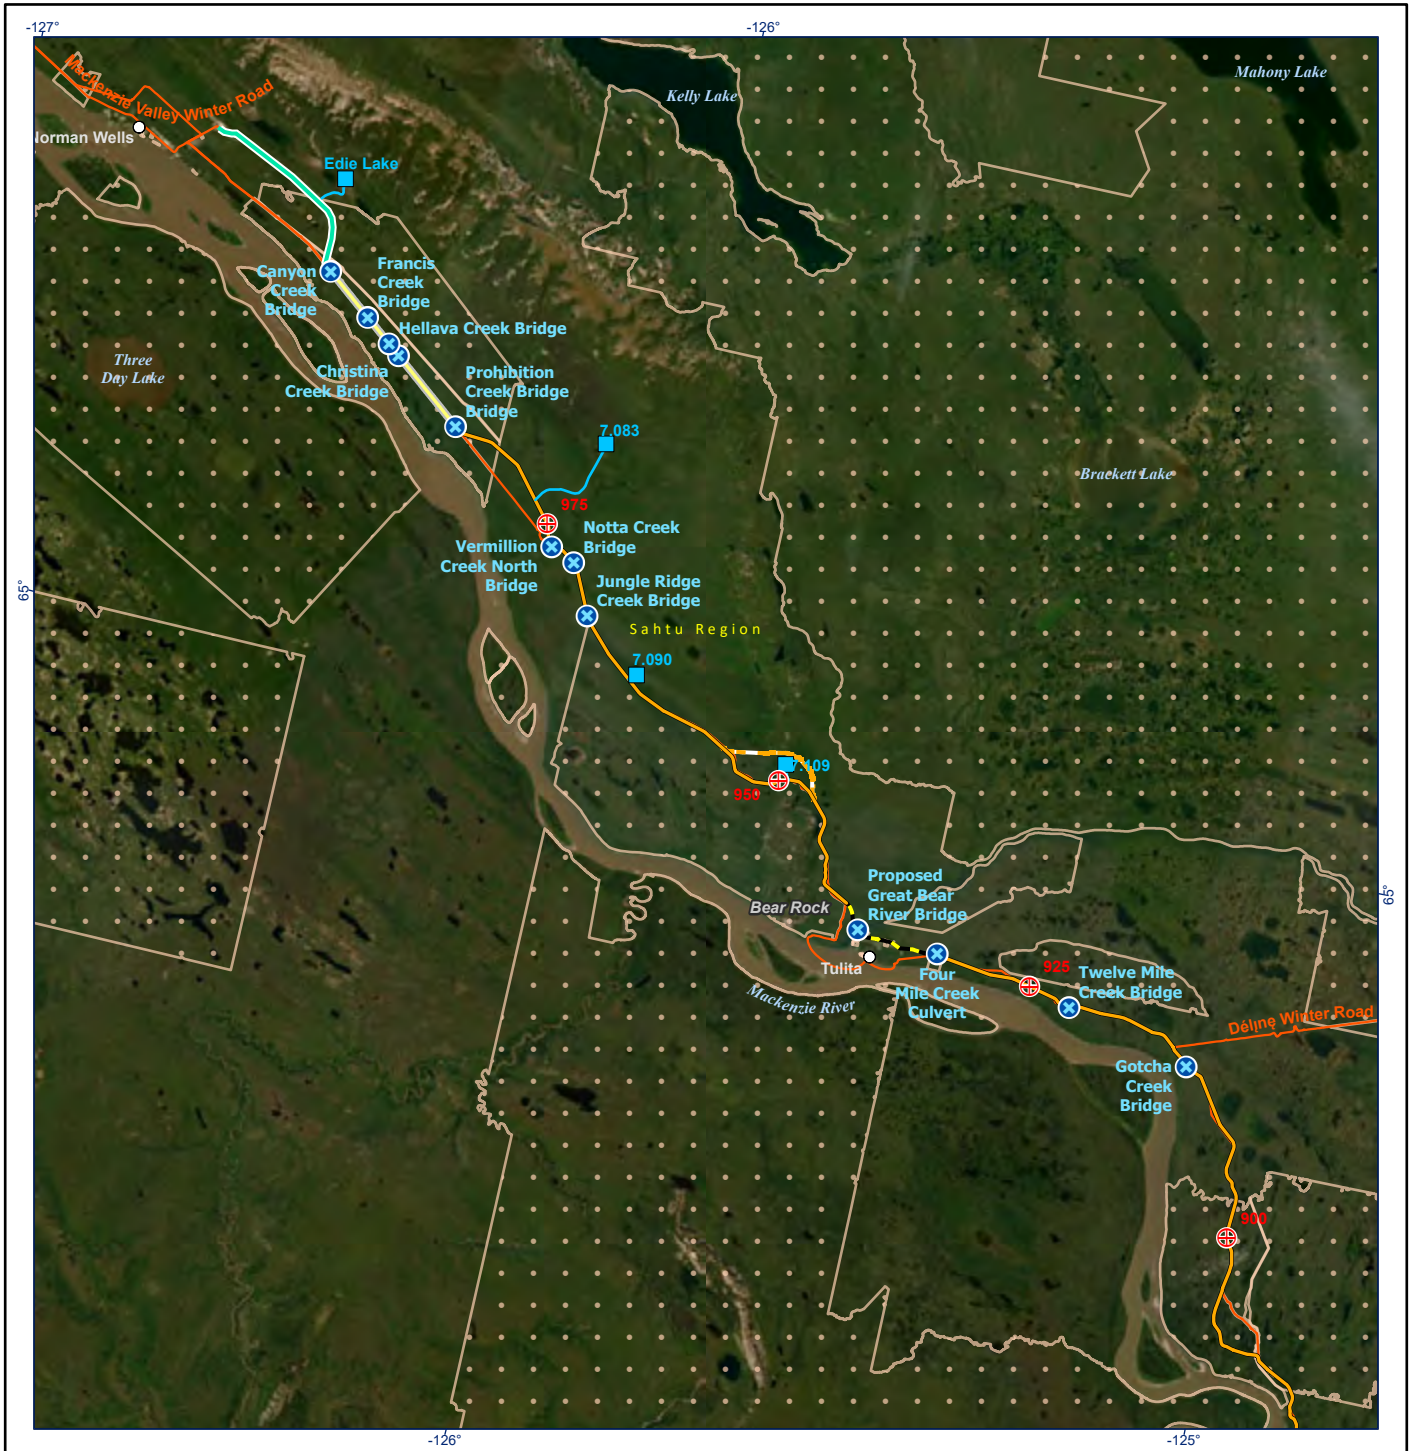 -127°
-126°
Mahony Lake
Kelly Lake
Mackenzie Valley Winter Road
Norman Wells
Edie Lake
Canyon
Creek
Bridge
Francis
Creek
Bridge
Hellava Creek Bridge
Three
Day Lake
Christina
Creek Bridge
Prohibition
Creek Bridge
Bridge
7.083
Brackett Lake
975
Notta Creek
Bridge
Vermillion
Creek North
Bridge
65°
Jungle Ridge
Creek Bridge
Sahtu Region
7.090
7.109
950
Proposed
Great Bear
River Bridge
65°
Bear Rock
Tulita
925
Twelve Mile
Creek Bridge
Four
Mile Creek
Culvert
Mackenzie River
Délı̨nę Winter Road
Gotcha
Creek
Bridge
900
-126°
-125°